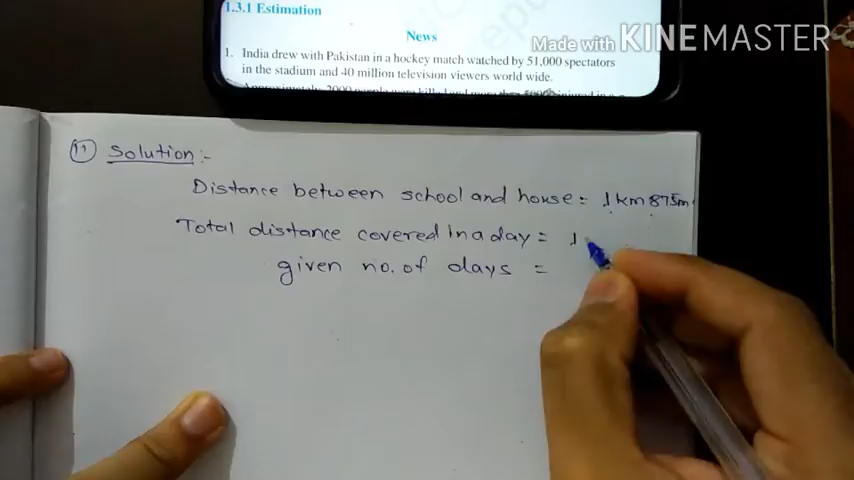 1.3.1 Estimation
News
Made with KINEMASTER
1. India drew with Pakistan in a hockey match watched by 51,000 spectators
in the stadium and 40 million television viewers world wide.
11 Solution :-
Distance between school and house = 1 km 875m
Total distance covered in a day = 1
given no. of days =